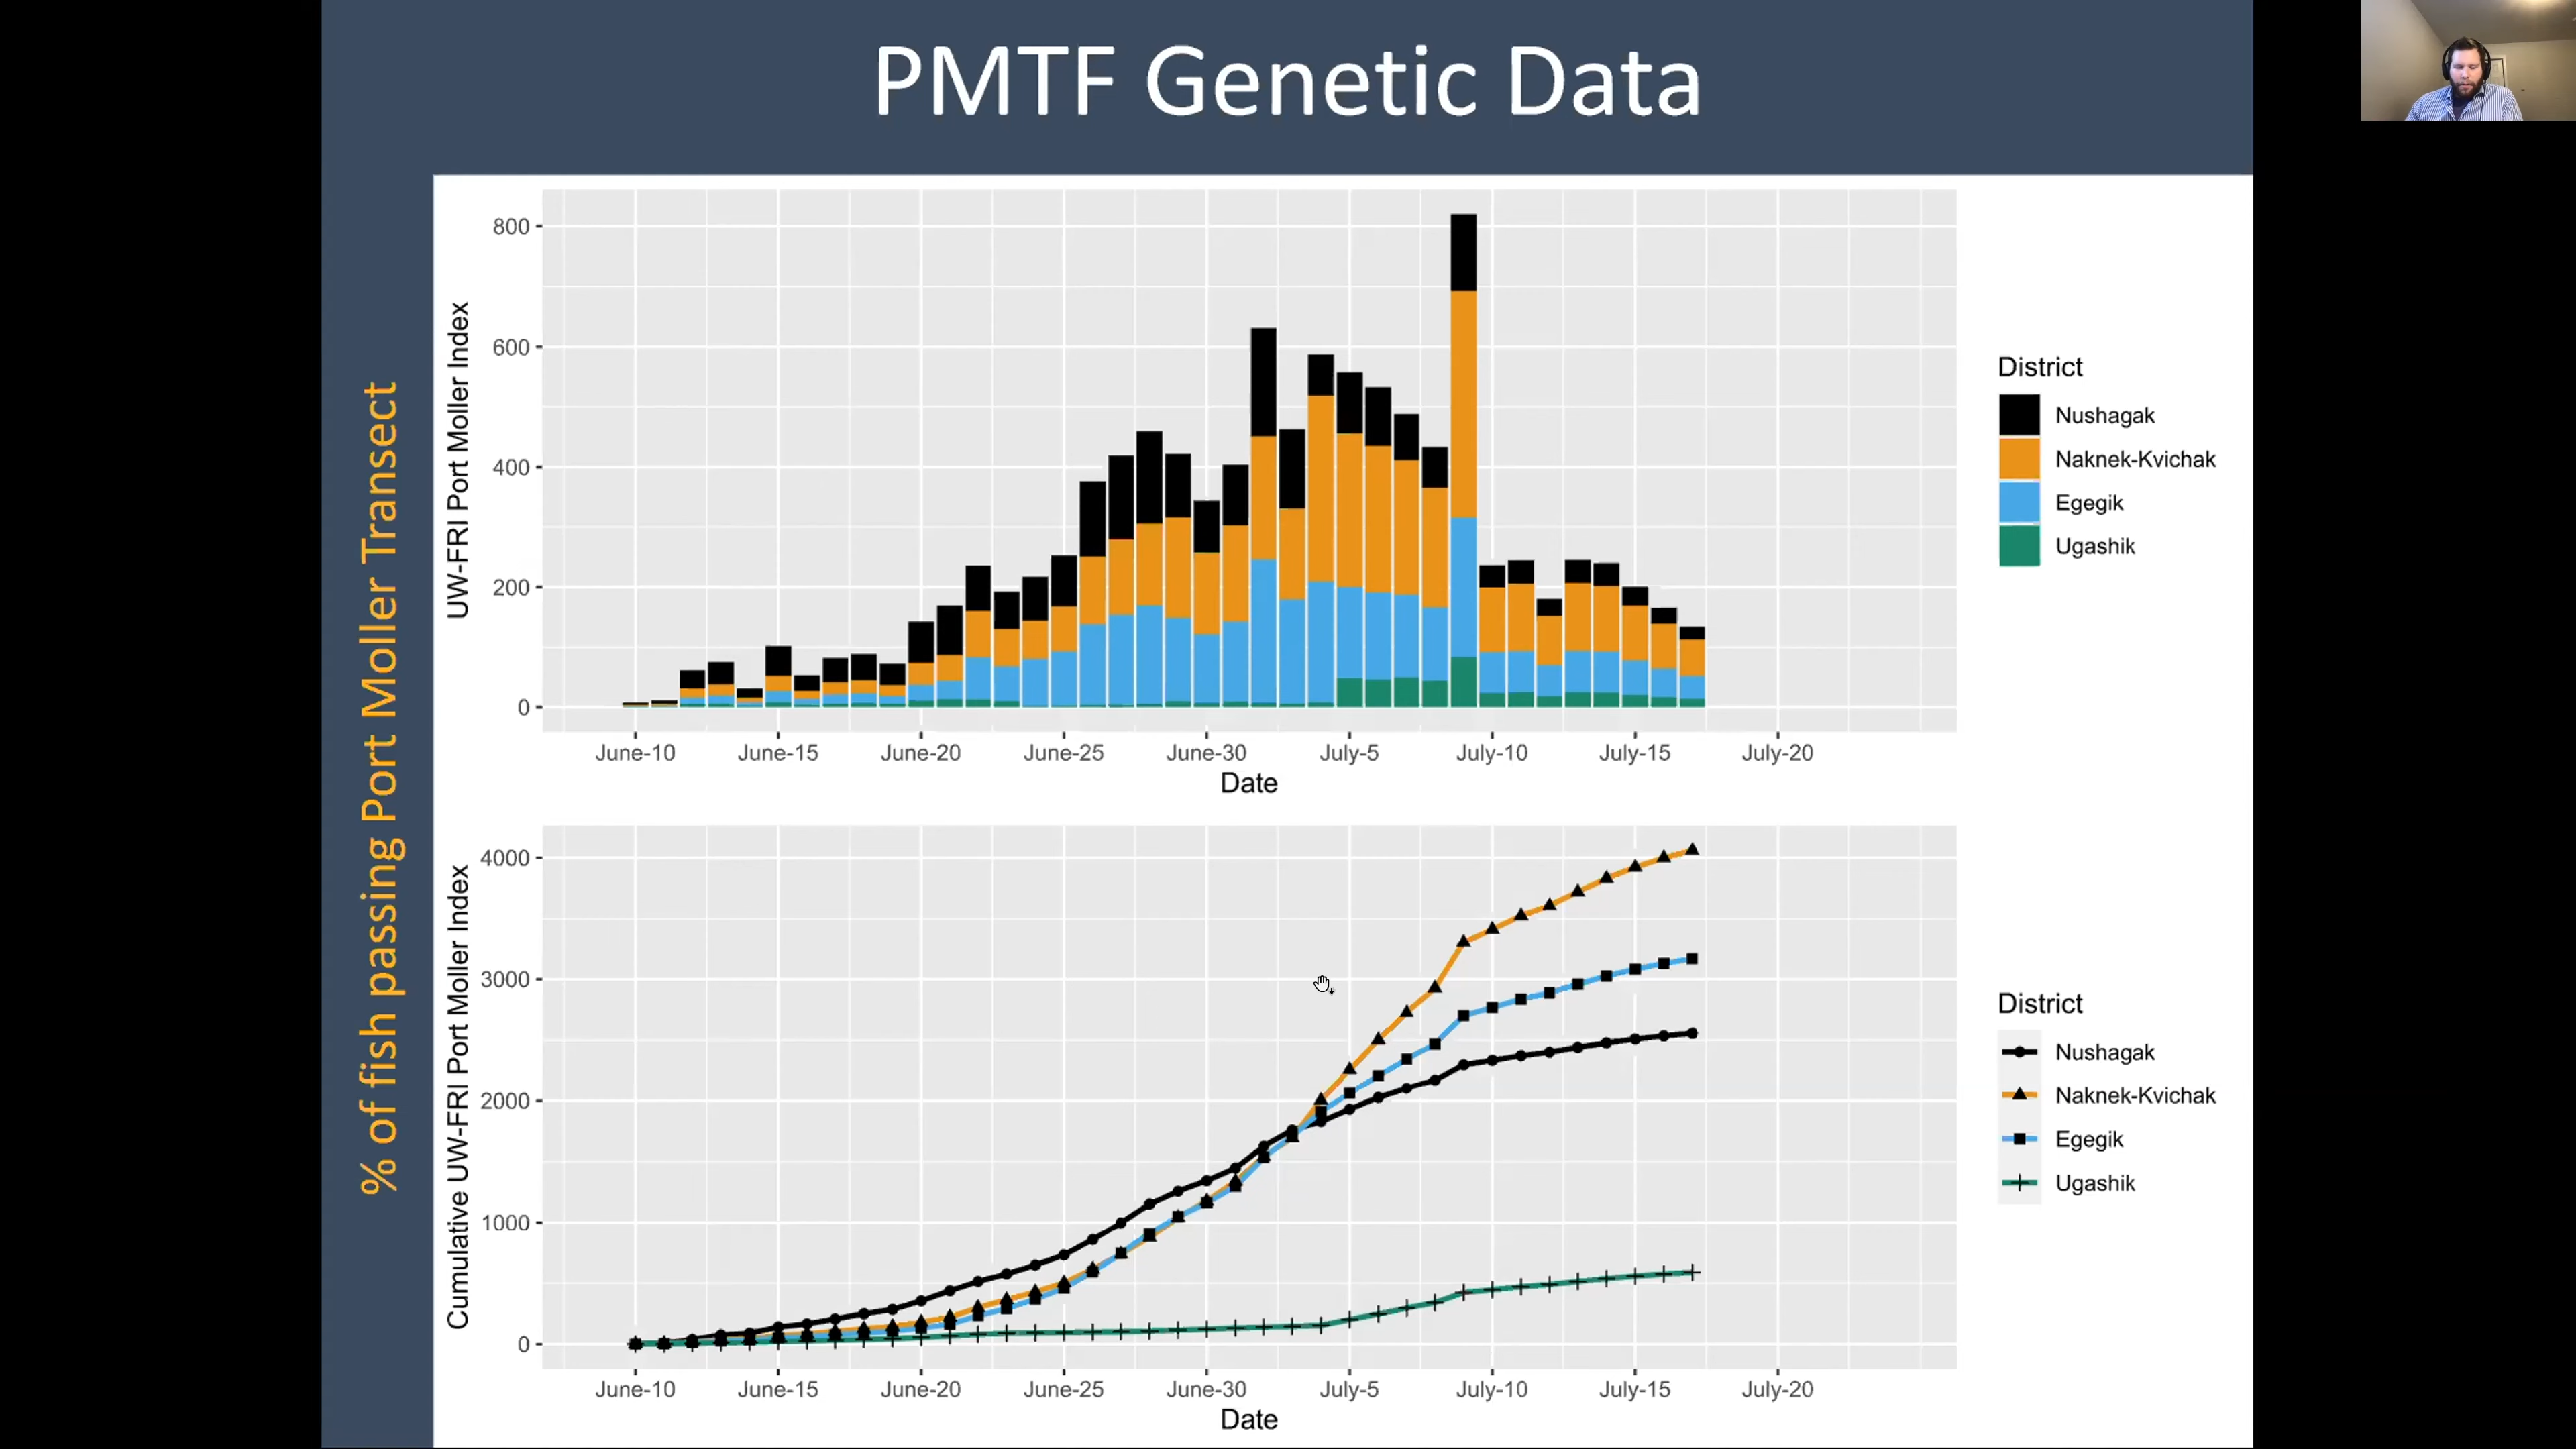 PMTF Genetic Data
% of fish passing Port Moller Transect
UW-FRI Port Moller Index
800
600
400
200
0
June-10 June-15 June-20 June-25 June-30 July-5 July-10 July-15 July-20
Date
District
Nushagak
Naknek-Kvichak
Egegik
Ugashik
Cumulative UW-FRI Port Moller Index
4000
3000
2000
1000
0
June-10 June-15 June-20 June-25 June-30 July-5 July-10 July-15 July-20
Date
District
Nushagak
Naknek-Kvichak
Egegik
Ugashik